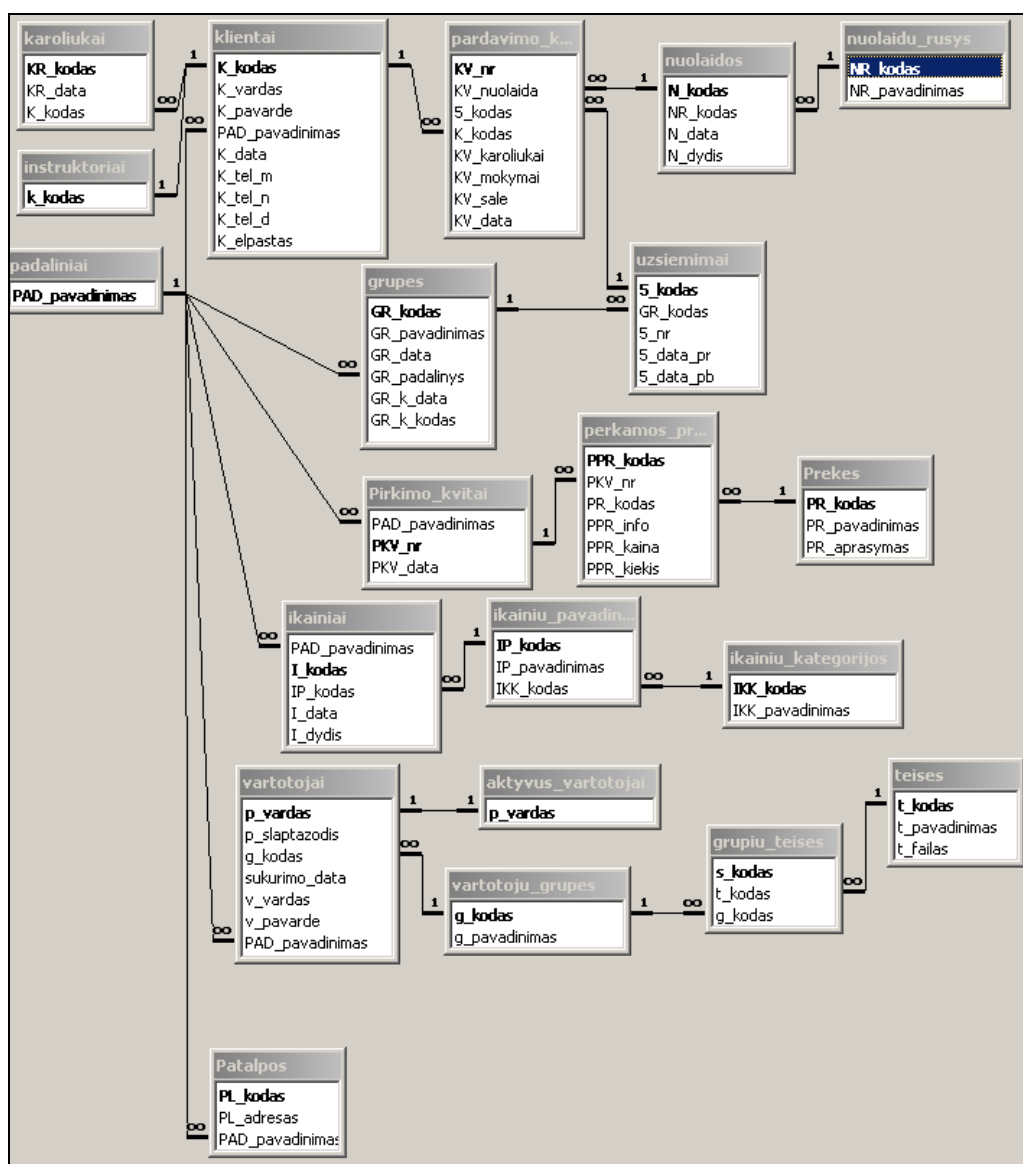 karoliukai
KR_kodas
KR_data
K_kodas
klientai
K_kodas
K_vardas
K_pavarde
PAD_pavadinimas
K_data
K_tel_m
K_tel_n
K_tel_d
K_elpastas
pardavimo_k...
KV_nr
KV_nuolaida
5_kodas
K_kodas
KV_karoliukai
KV_mokymai
KV_sale
KV_data
nuolaidos
N_kodas
NR_kodas
N_data
N_dydis
nuolaidu_rusys
NR_kodas
NR_pavadinimas
instruktoriai
k_kodas
padaliniai
PAD_pavadinimas
grupes
GR_kodas
GR_pavadinimas
GR_data
GR_padalinys
GR_k_data
GR_k_kodas
uzsiemimai
5_kodas
GR_kodas
5_nr
5_data_pr
5_data_pb
Pirkimo_kvitai
PAD_pavadinimas
PKV_nr
PKV_data
perkamos_pr...
PPR_kodas
PKV_nr
PR_kodas
PPR_info
PPR_kaina
PPR_kiekis
Prekes
PR_kodas
PR_pavadinimas
PR_aprasymas
ikainiai
PAD_pavadinimas
I_kodas
IP_kodas
I_data
I_dydis
ikainiu_pavadin...
IP_kodas
IP_pavadinimas
IKK_kodas
ikainiu_kategorijos
IKK_kodas
IKK_pavadinimas
vartotojai
p_vardas
p_slaptazodis
g_kodas
sukurimo_data
v_vardas
v_pavarde
PAD_pavadinimas
aktyvus_vartotojai
p_vardas
vartotoju_grupes
g_kodas
g_pavadinimas
grupiu_teises
s_kodas
t_kodas
g_kodas
teises
t_kodas
t_pavadinimas
t_failas
Patalpos
PL_kodas
PL_adresas
PAD_pavadinimas